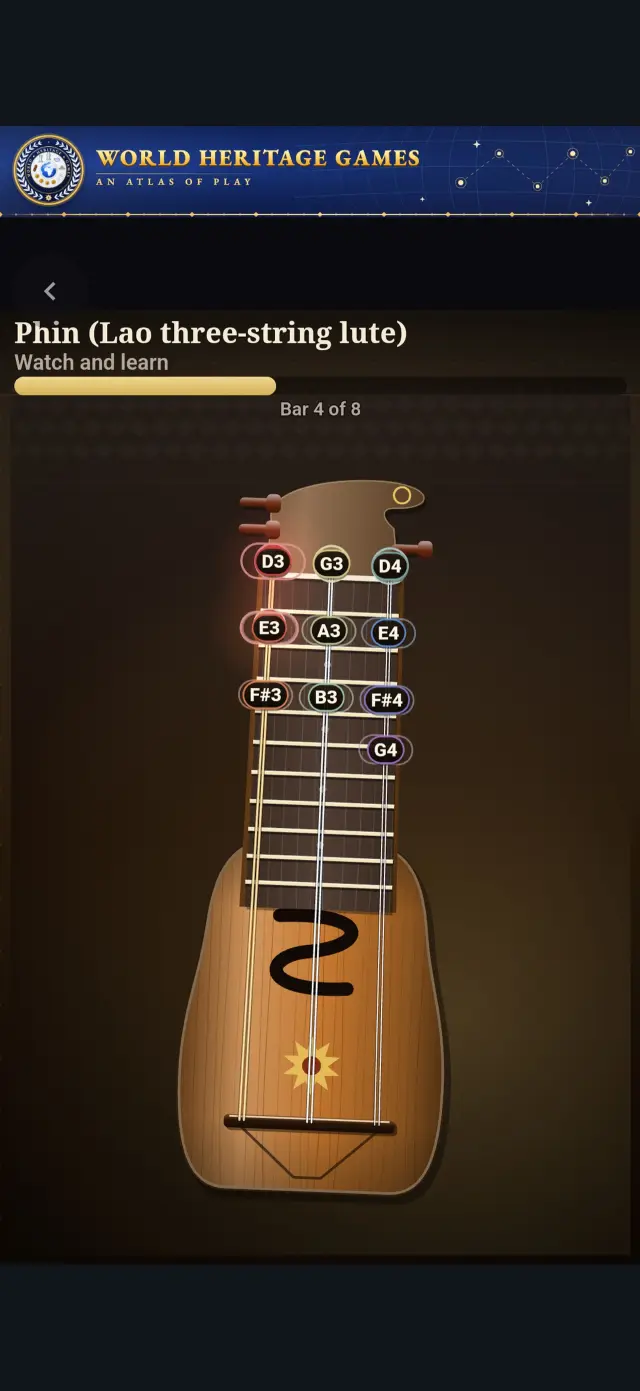 WORLD HERITAGE GAMES
AN ATLAS OF PLAY
Phin (Lao three-string lute)
Watch and learn
Bar 4 of 8
D3 G3 D4
E3 A3 E4
F#3 B3 F#4
G4